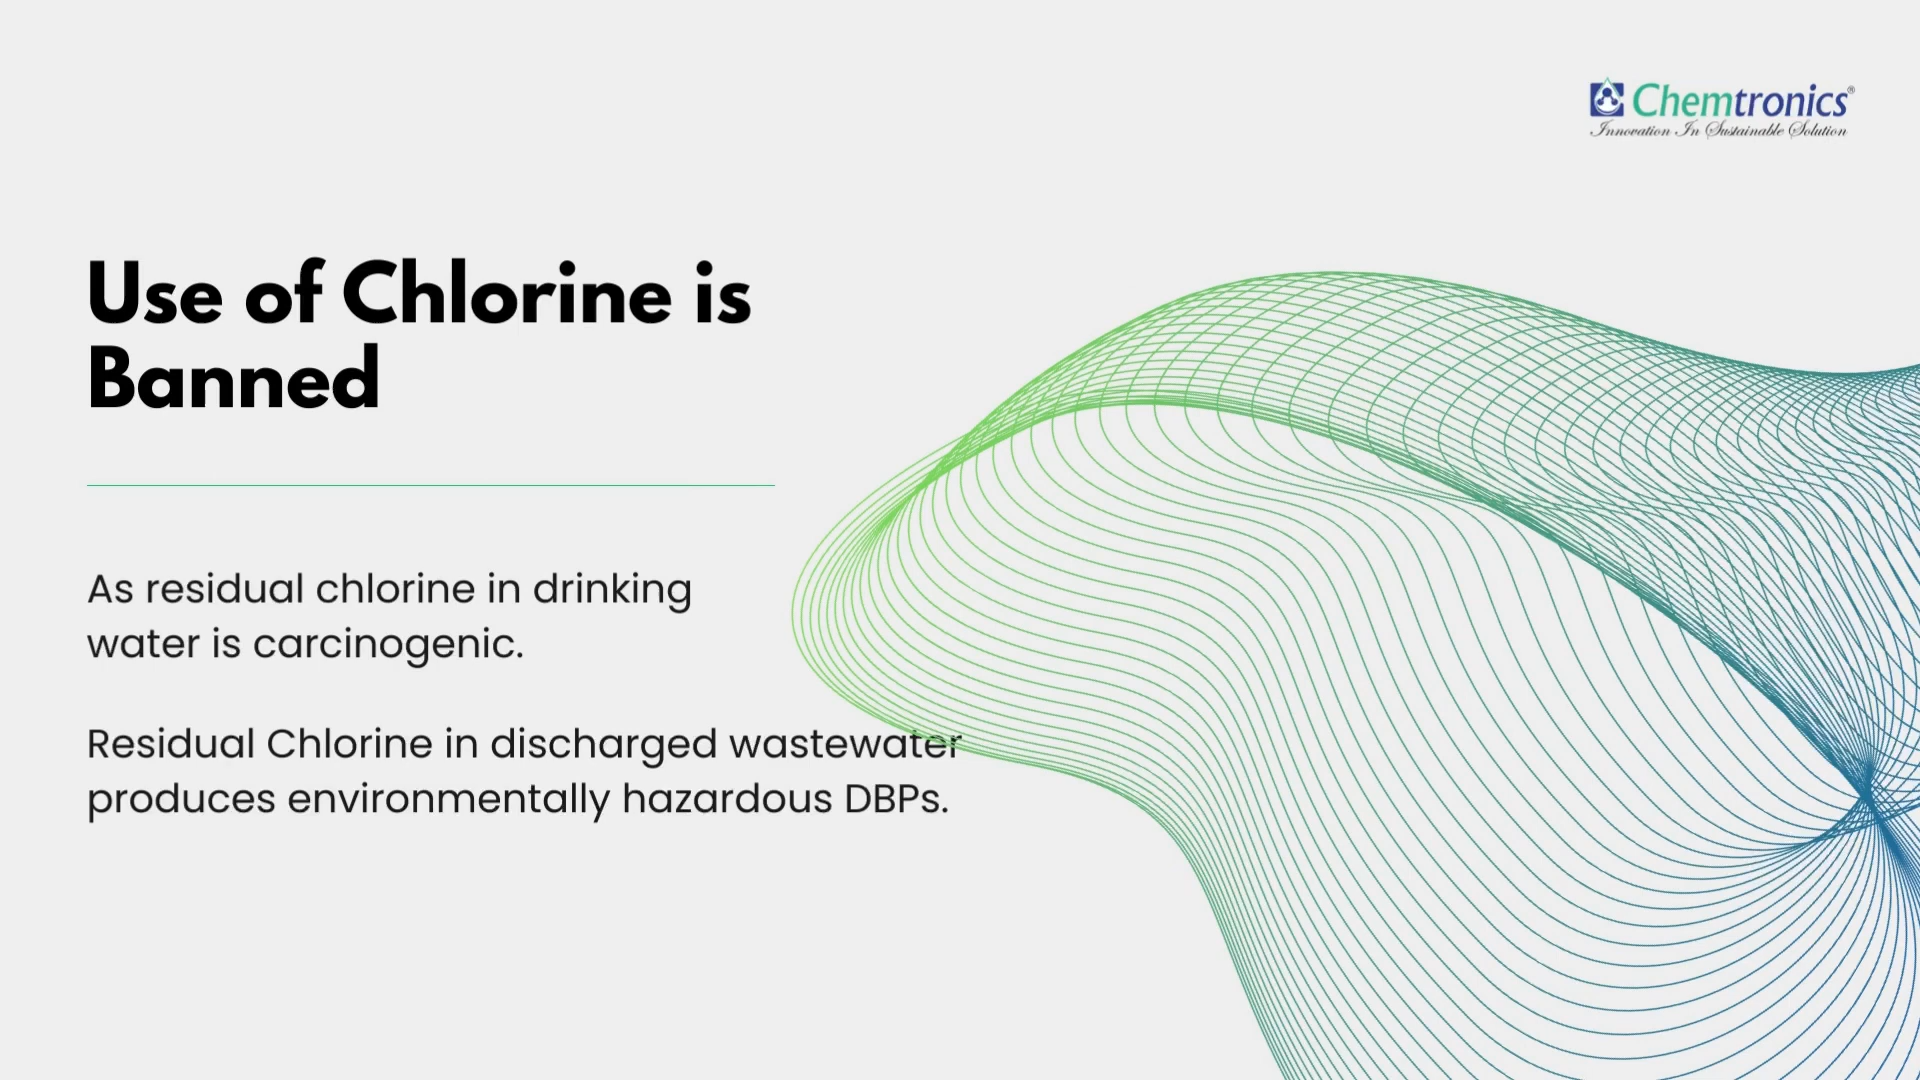 Chemtronics®
Innovation In Sustainable Solution
Use of Chlorine is
Banned
As residual chlorine in drinking
water is carcinogenic.
Residual Chlorine in discharged wastewater
produces environmentally hazardous DBPs.